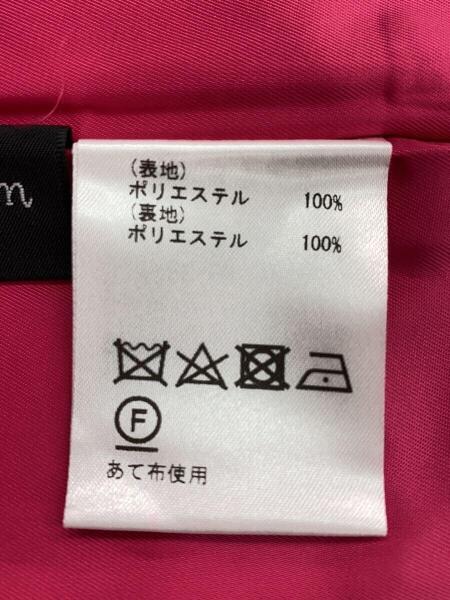 (表地)
ポリエステル 100%
(裏地)
ポリエステル 100%
F
あて布使用
m